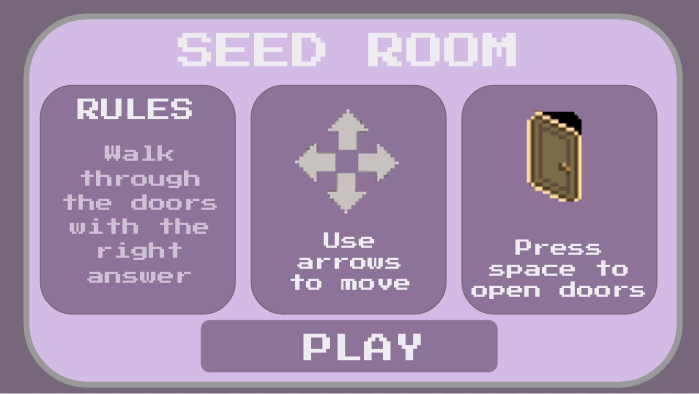 SEED ROOM
RULES
Walk
through
the doors
with the
right
answer
Use
arrows
to move
Press
space to
open doors
PLAY